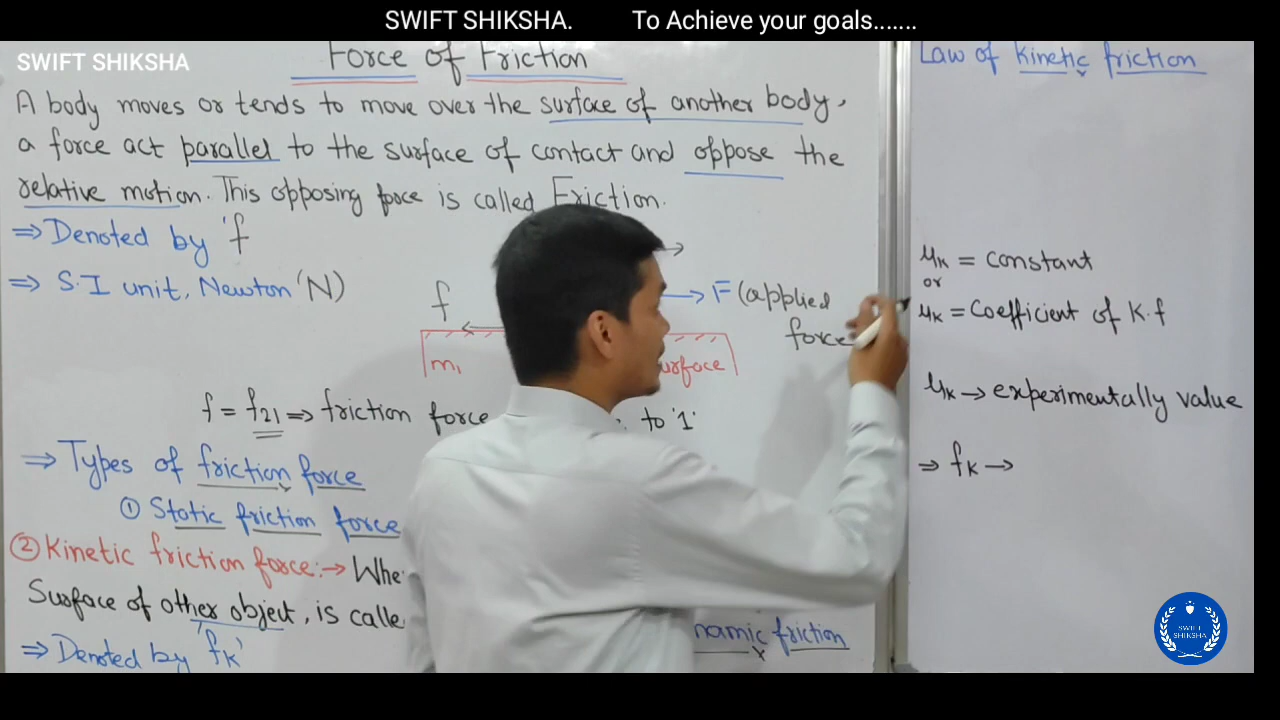 SWIFT SHIKSHA. To Achieve your goals.......
SWIFT SHIKSHA
Force of Friction
A body moves or tends to move over the surface of another body,
a force act parallel to the surface of contact and oppose the
relative motion. This opposing force is called Friction.
⇒ Denoted by 'f
⇒ S.I unit, Newton 'N)
f
→ F (applied
force
m₁
urface
f = f₂₁ ⇒ friction force
to '1'
⇒ Types of friction force
① Static friction force
② Kinetic friction force:→ Whe
Surface of other object, is calle
namic friction
⇒ Denoted by 'fk'
Law of Kinetic friction
μk = constant
or
μk = Coefficient of K.f
μk → experimentally value
⇒ fk →
SWIFT
SHIKSHA